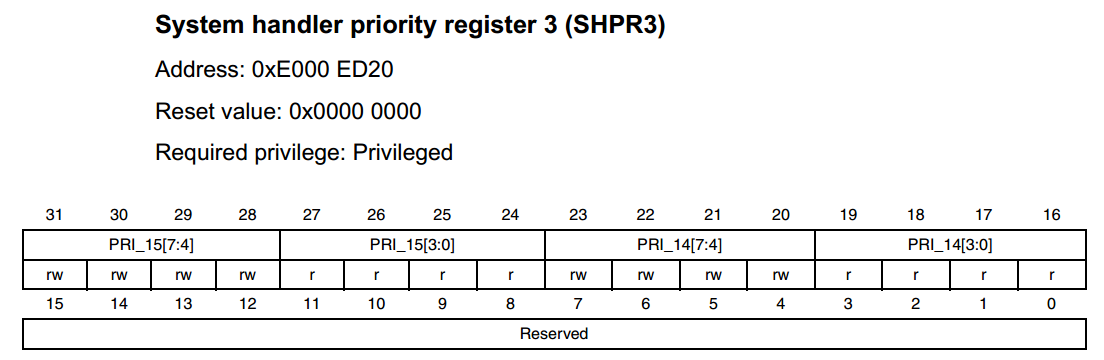 System handler priority register 3 (SHPR3)
Address: 0xE000 ED20
Reset value: 0x0000 0000
Required privilege: Privileged
31 30 29 28 27 26 25 24 23 22 21 20 19 18 17 16
PRI_15[7:4] PRI_15[3:0] PRI_14[7:4] PRI_14[3:0]
rw rw rw rw r r r r rw rw rw rw r r r r
15 14 13 12 11 10 9 8 7 6 5 4 3 2 1 0
Reserved